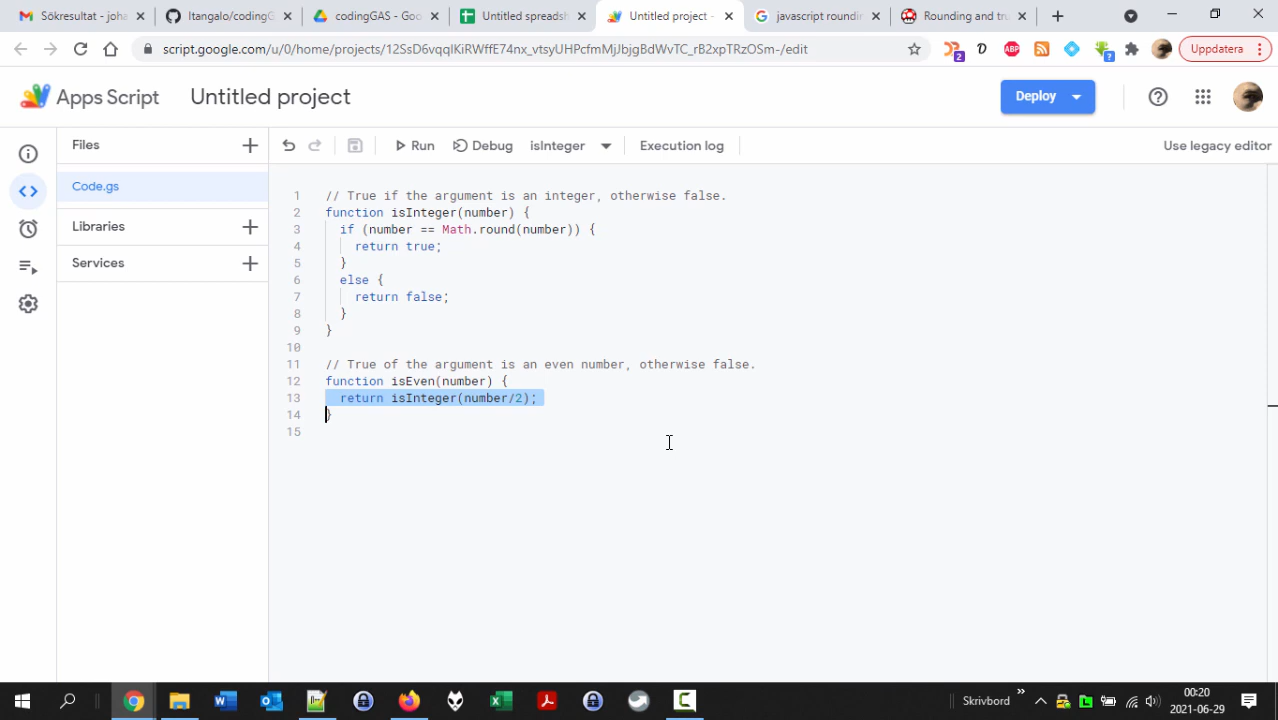 Sökresultat - joha
Itangalo/codingG
codingGAS - Goo
Untitled spreadsh
Untitled project -
javascript roundin
Rounding and tru
script.google.com/u/0/home/projects/12SsD6vqqIKiRWffE74nx_vtsyUHPcfmMjJbjgBdWvTC_rB2xpTRzOSm-/edit
2
ABP
?
Uppdatera
Apps Script
Untitled project
Deploy
Files
Run
Debug
isInteger
Execution log
Use legacy editor
Code.gs
Libraries
Services
1 // True if the argument is an integer, otherwise false.
2 function isInteger(number) {
3 if (number == Math.round(number)) {
4 return true;
5 }
6 else {
7 return false;
8 }
9 }
10
11 // True of the argument is an even number, otherwise false.
12 function isEven(number) {
13 return isInteger(number/2);
14 }
15
Skrivbord
00:20
2021-06-29